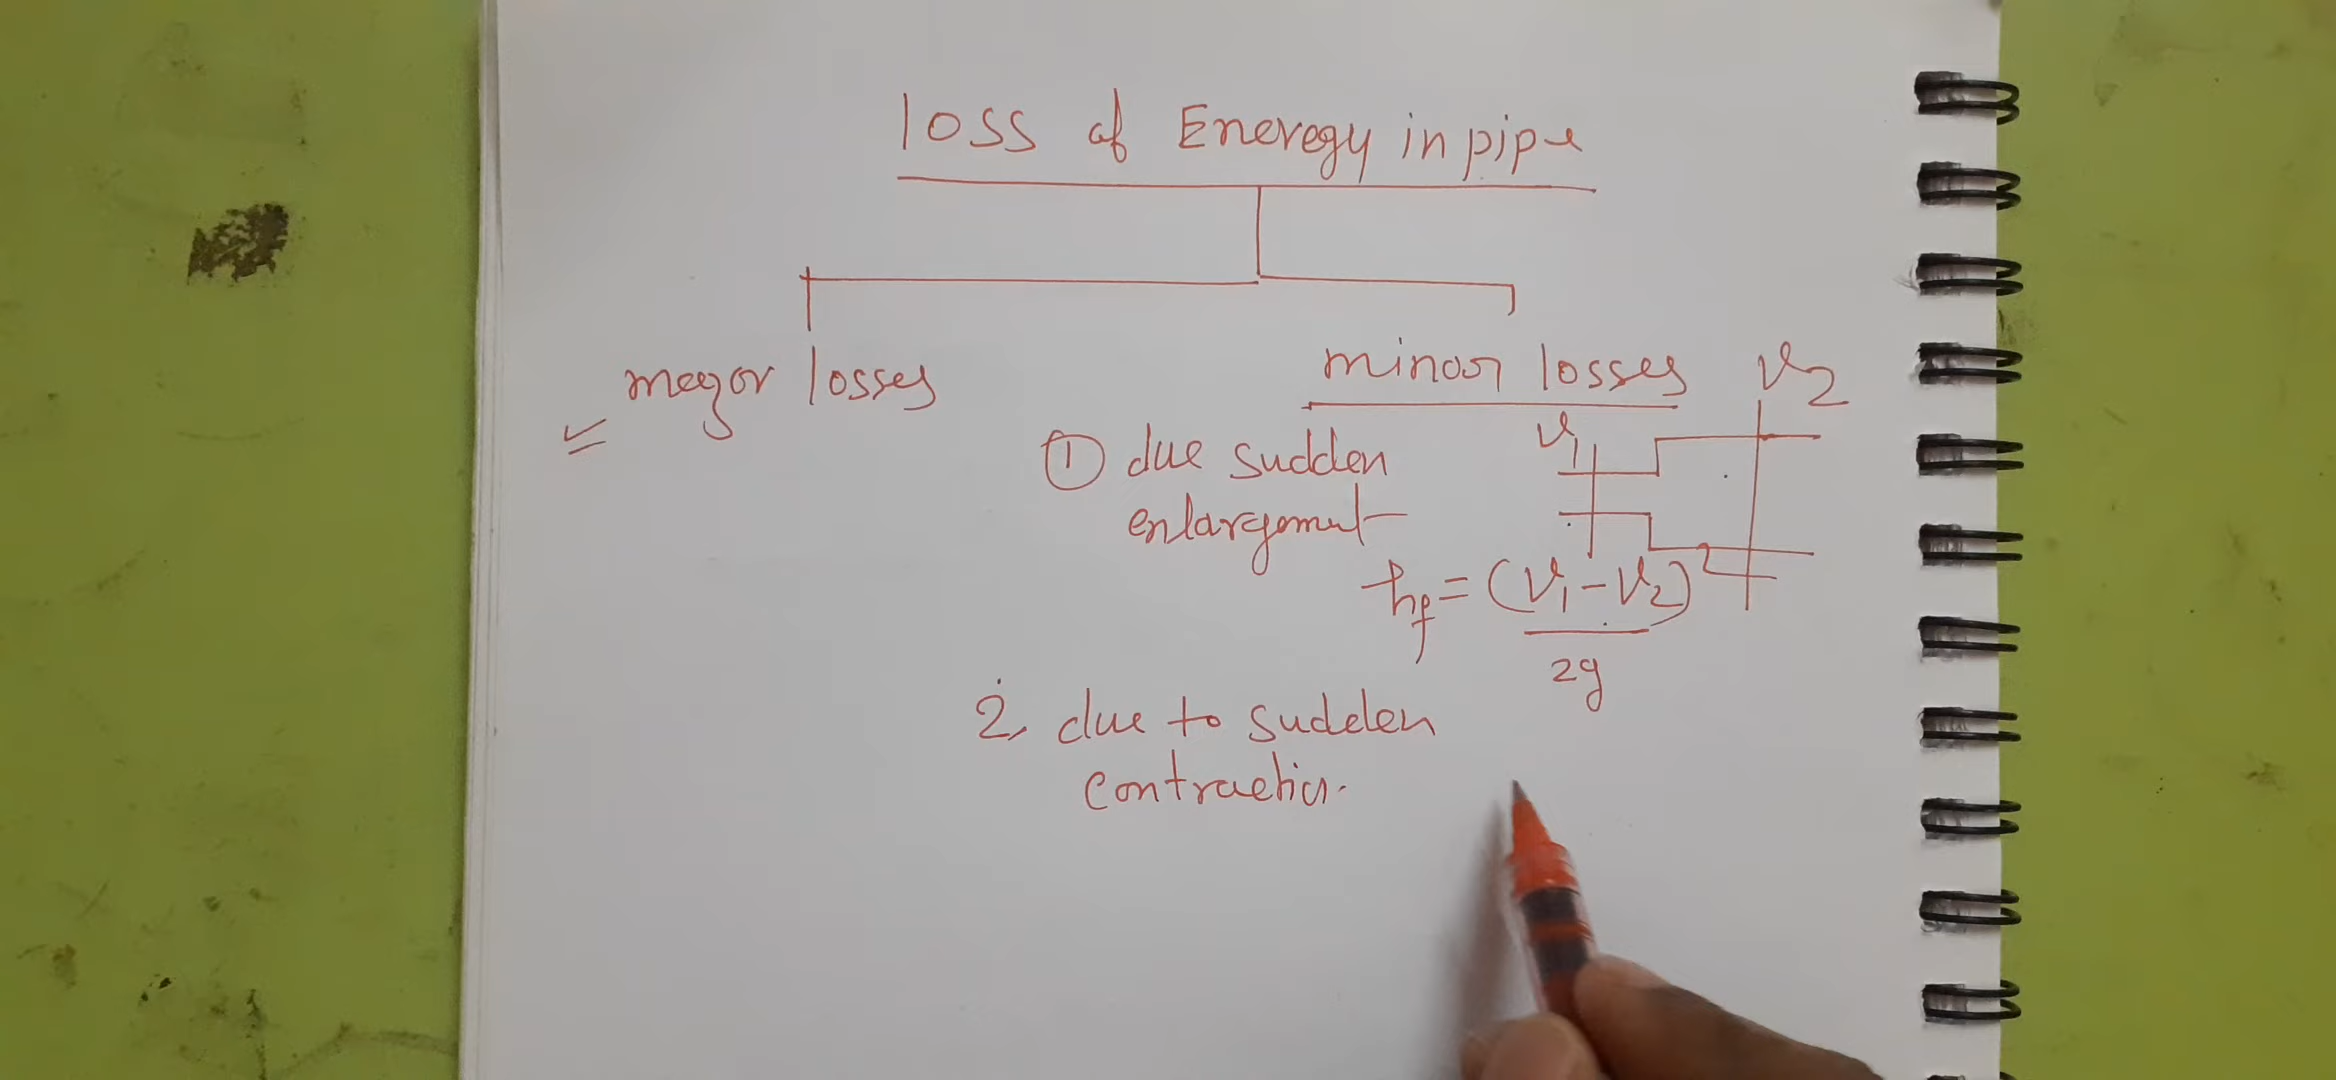 loss of Eneregy in pipe
meyor losses
minor losses
V1
V2
① due sudden
enlargement
hf = (V1-V2)²
2g
2, due to sudden
contraction.